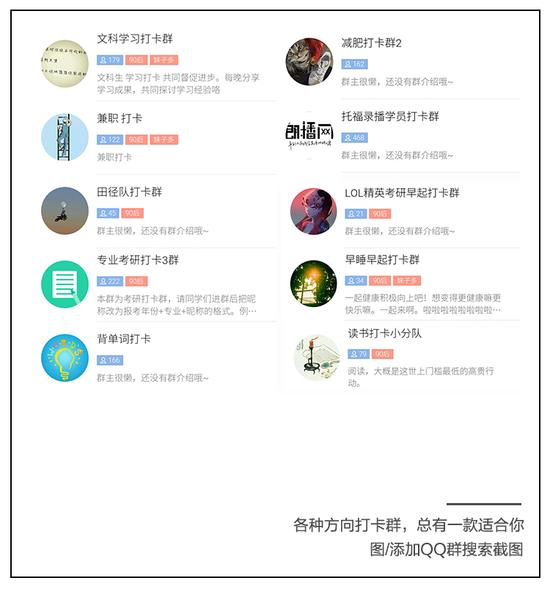 文科学习打卡群
179 90后 妹子多
文科生 学习打卡 共同督促进步。每晚分享
学习成果，共同探讨学习经验咯
兼职 打卡
122 90后 妹子多
兼职打卡
田径队打卡群
45 90后
群主很懒，还没有群介绍哦~
专业考研打卡3群
222 90后
本群为考研打卡群，请同学们进群后把昵
称改为报考年份+专业+昵称的格式。例…
背单词打卡
166
群主很懒，还没有群介绍哦~
减肥打卡群2
162
群主很懒，还没有群介绍哦~
朗播网
托福录播学员打卡群
468
群主很懒，还没有群介绍哦~
LOL精英考研早起打卡群
21 90后
群主很懒，还没有群介绍哦~
早睡早起打卡群
34 90后 妹子多
一起健康积极向上吧！想变得更健康嘛更
快乐嘛。一起来啊。啦啦啦啦啦啦啦啦…
读书打卡小分队
79 90后
阅读，大概是这世上门槛最低的高贵行
动。
各种方向打卡群，总有一款适合你
图/添加QQ群搜索截图